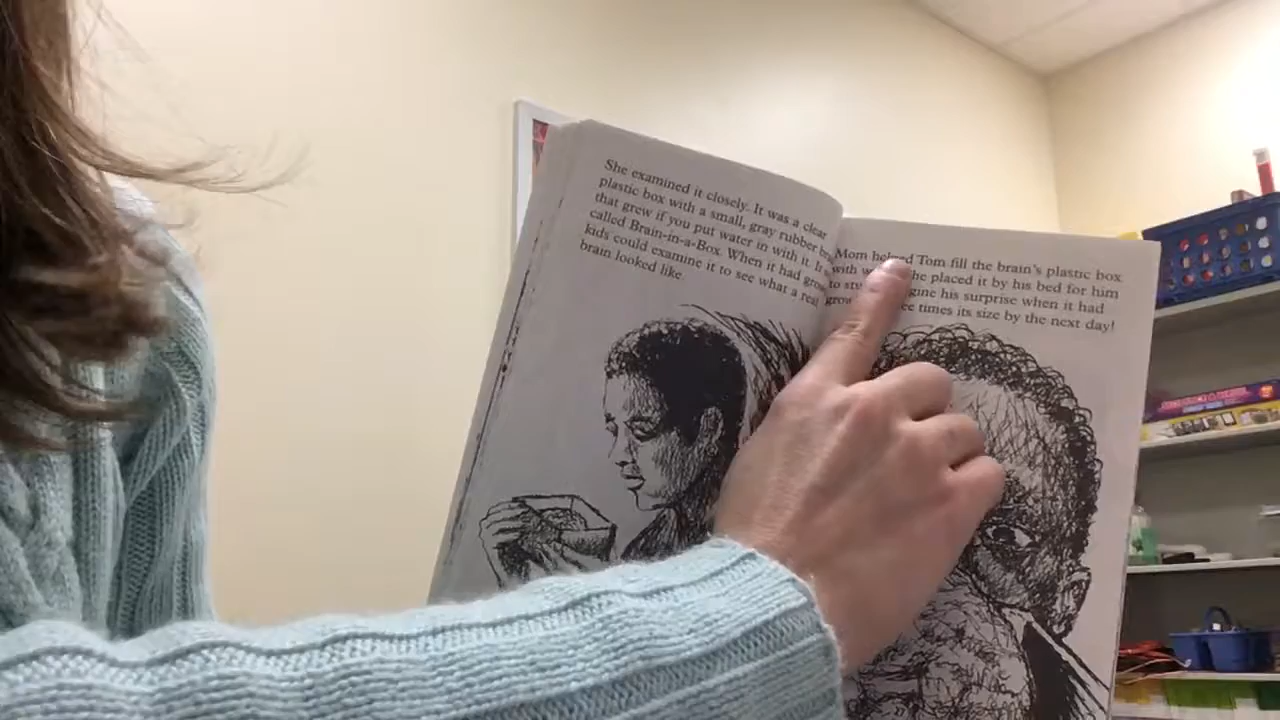 She examined it closely. It was a clear
plastic box with a small, gray rubber
that grew if you put water in with it. It
called Brain-in-a-Box. When it had
kids could examine it to see what a real
brain looked like.
Mom helped Tom fill the brain's plastic box
with he placed it by his bed for him
to his surprise when it had
times its size by the next day!